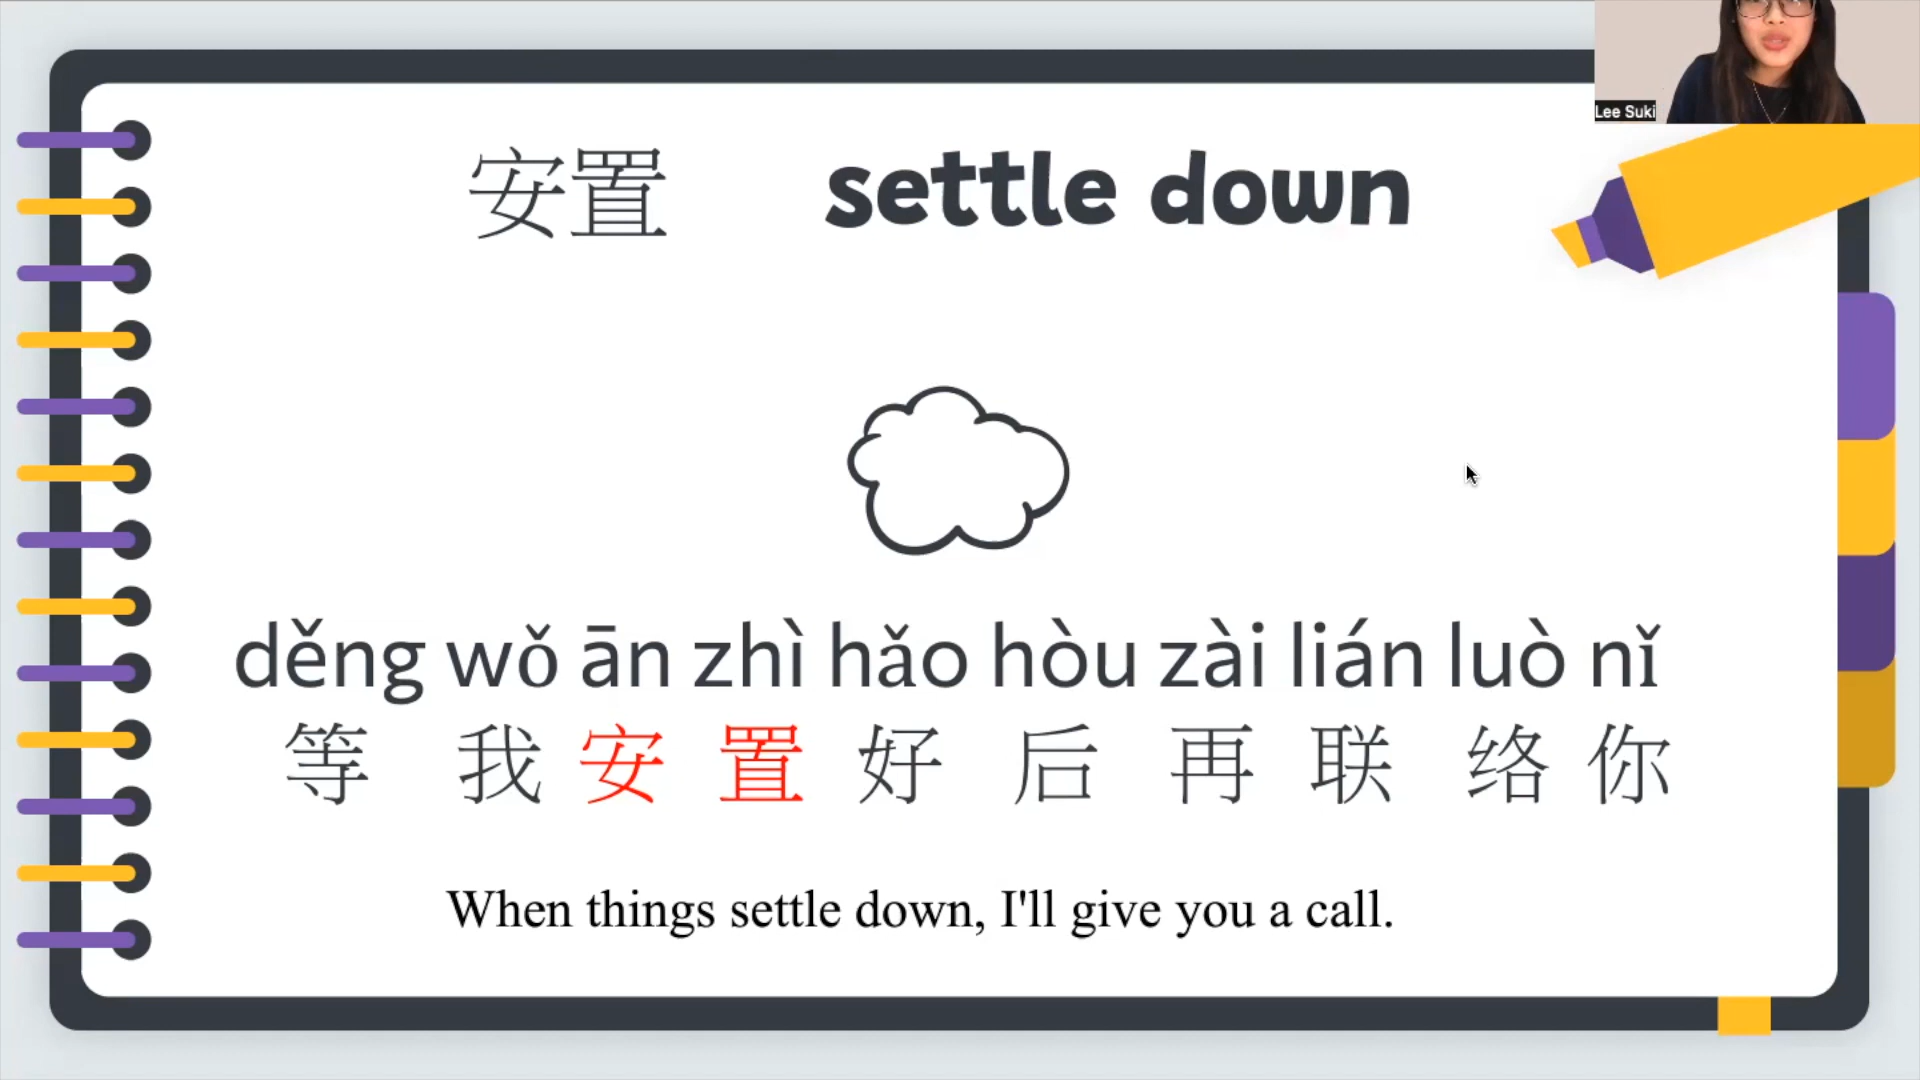 Lee Suki
安置 settle down
děng wǒ ān zhì hǎo hòu zài lián luò nǐ
等 我 安 置 好 后 再 联 络 你
When things settle down, I'll give you a call.